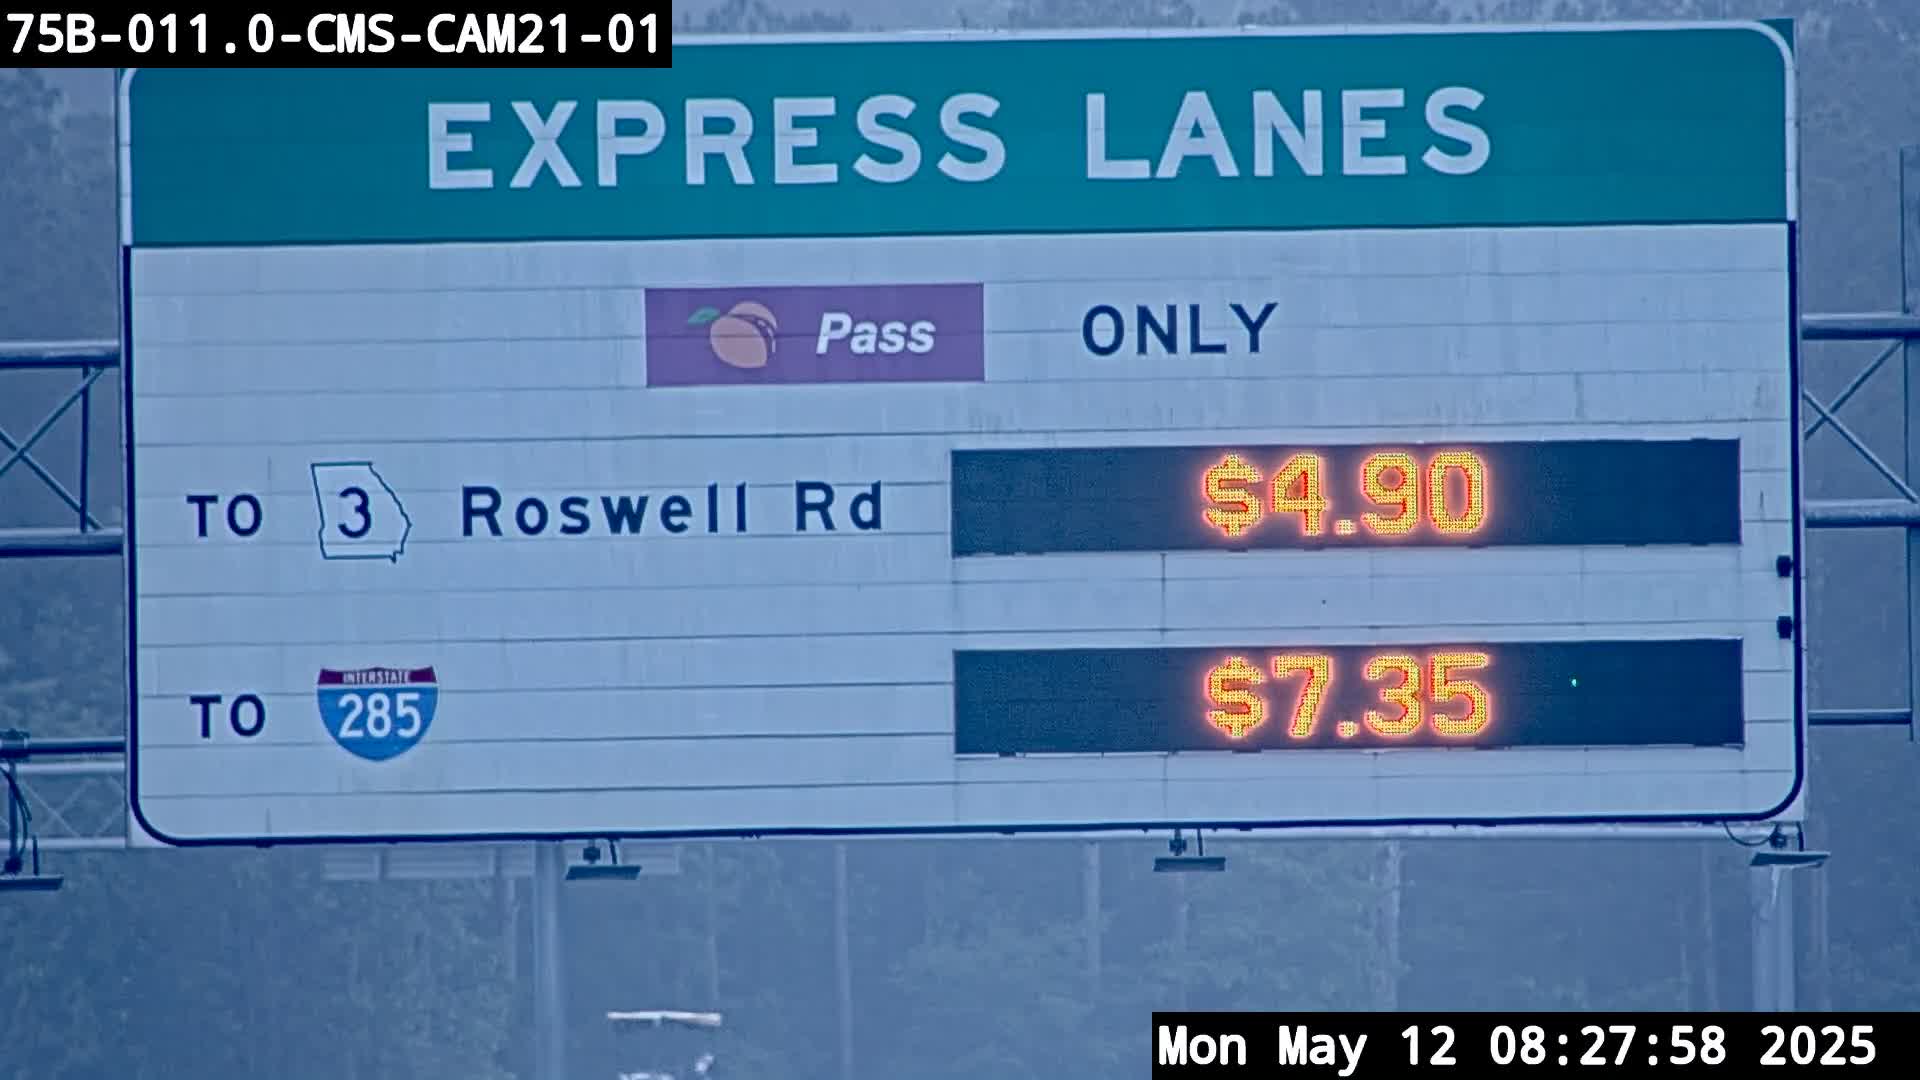 75B-011.0-CMS-CAM21-01
EXPRESS LANES
Pass ONLY
TO 3 Roswell Rd $4.90
TO INTERSTATE 285 $7.35
Mon May 12 08:27:58 2025